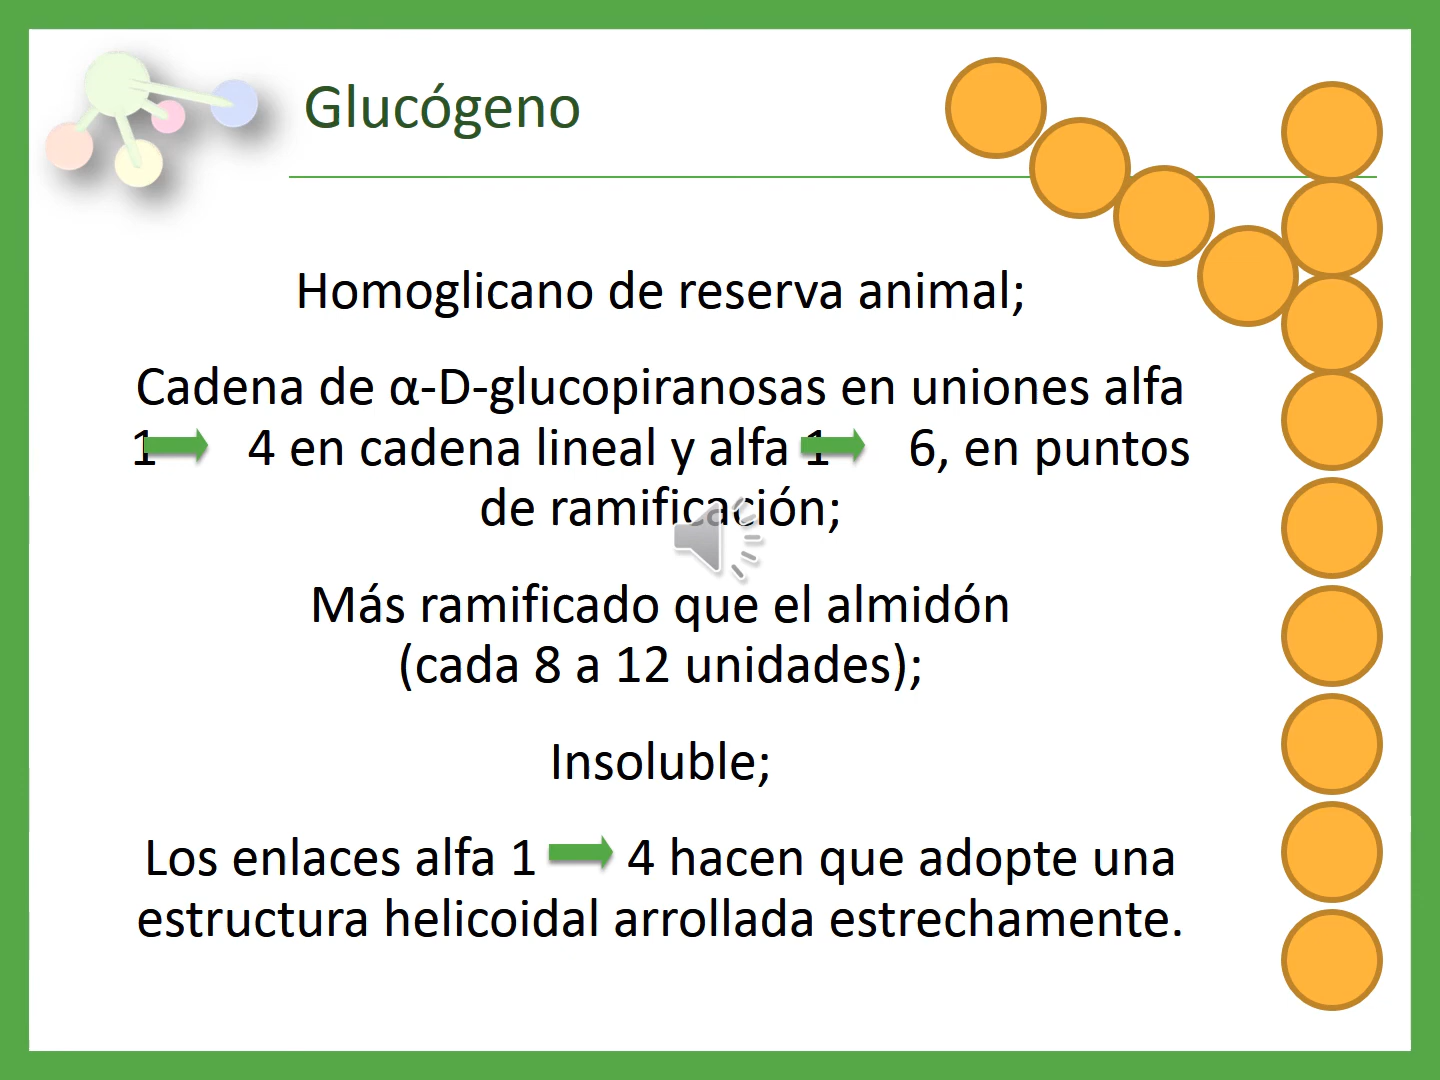 Glucógeno
Homoglicano de reserva animal;
Cadena de α-D-glucopiranosas en uniones alfa
1 4 en cadena lineal y alfa 1 6, en puntos
de ramificación;
Más ramificado que el almidón
(cada 8 a 12 unidades);
Insoluble;
Los enlaces alfa 1 4 hacen que adopte una
estructura helicoidal arrollada estrechamente.